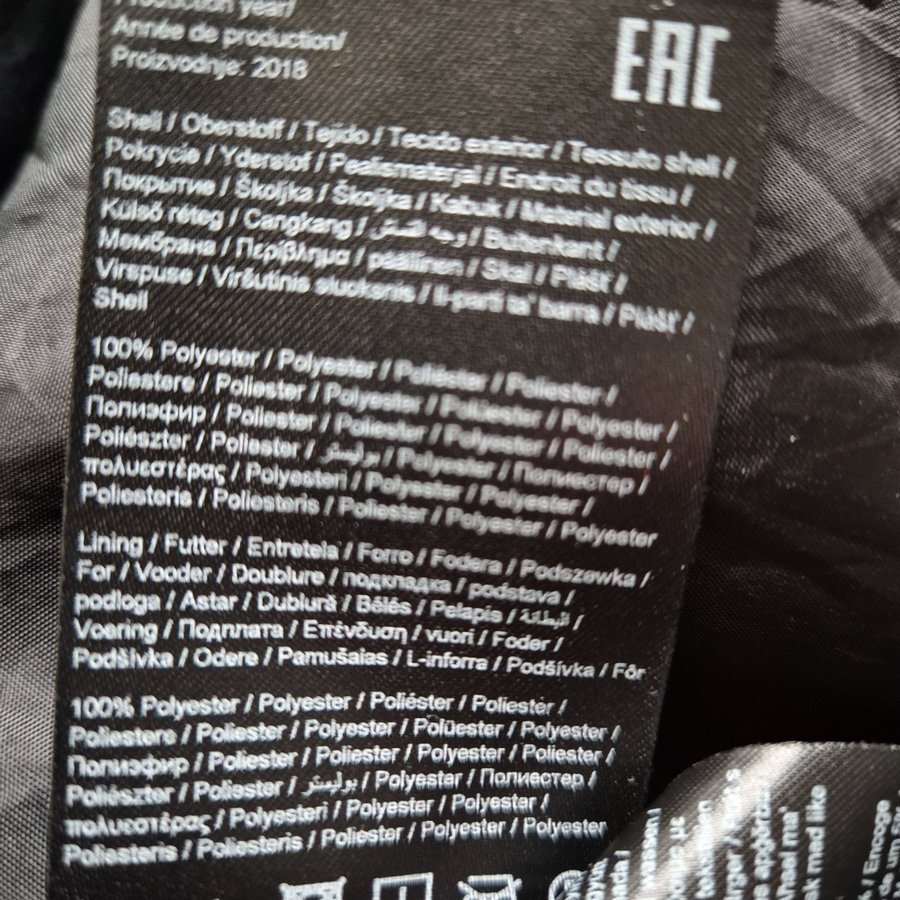 Production year/
Année de production/
Proizvodnje: 2018
EAC
Shell / Oberstoff / Tejido / Tecido exterior / Tessuto shell /
Pokrycie / Yderstof / Pealismaterjal / Endroit du tissu /
Покрытие / Školjka / Školjka / Kabuk / Material exterior /
Külső réteg / Cangkang / وجه القماش / Buitenkant /
Мембрана / Περίβλημα / päällinen / Skal / Plášť /
Virspuse / Viršutinis sluoksnis / Il-parti ta' barra / Plášť /
Shell
100% Polyester / Polyester / Poliéster / Poliester /
Poliestere / Poliester / Polyester / Polüester / Polyester /
Полиэфир / Poliester / Poliester / Polyester / Poliester /
Poliészter / Poliester / بوليستر / Polyester / Полиестер /
πολυεστέρας / Polyesteri / Polyester / Polyester /
Poliesteris / Poliesteris / Poliester / Polyester / Polyester
Lining / Futter / Entretela / Forro / Fodera / Podszewka /
For / Vooder / Doublure / подкладка / podstava /
podloga / Astar / Dublură / Bélés / Pelapis / البطانة /
Voering / Подплата / Επένδυση / vuori / Foder /
Podšívka / Odere / Pamušalas / L-inforra / Podšívka / Fôr
100% Polyester / Polyester / Poliéster / Poliester /
Poliestere / Poliester / Polyester / Polüester / Polyester /
Полиэфир / Poliester / Poliester / Polyester / Poliester /
Poliészter / Poliester / بوليستر / Polyester / Полиестер /
πολυεστέρας / Polyesteri / Polyester / Polyester /
Poliesteris / Poliesteris / Poliester / Polyester / Polyester